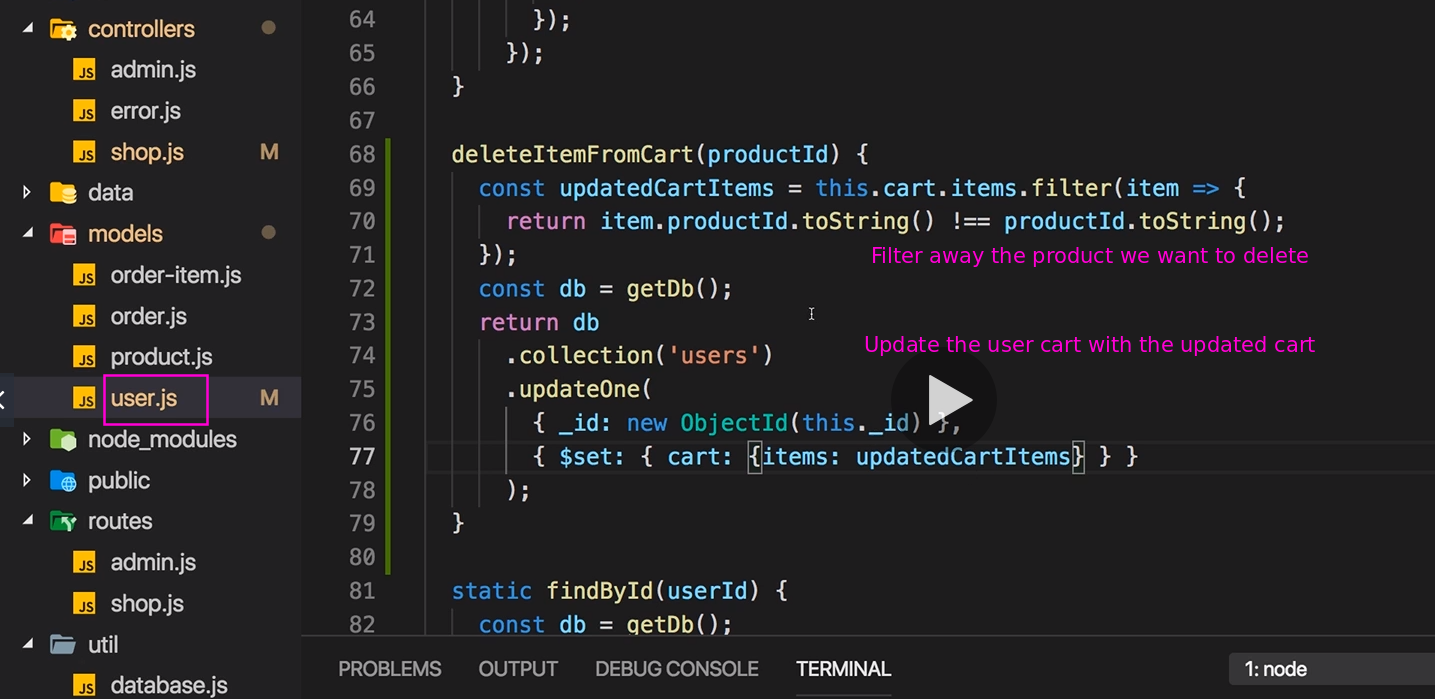 controllers
admin.js
error.js
shop.js M
data
models
order-item.js
order.js
product.js
user.js M
node_modules
public
routes
admin.js
shop.js
util
database.js
64 });
65 });
66 }
67
68 deleteItemFromCart(productId) {
69 const updatedCartItems = this.cart.items.filter(item => {
70 return item.productId.toString() !== productId.toString();
71 });
Filter away the product we want to delete
72 const db = getDb();
73 return db
Update the user cart with the updated cart
74 .collection('users')
75 .updateOne(
76 { _id: new ObjectId(this._id) },
77 { $set: { cart: {items: updatedCartItems} } }
78 );
79 }
80
81 static findById(userId) {
82 const db = getDb();
PROBLEMS OUTPUT DEBUG CONSOLE TERMINAL 1: node